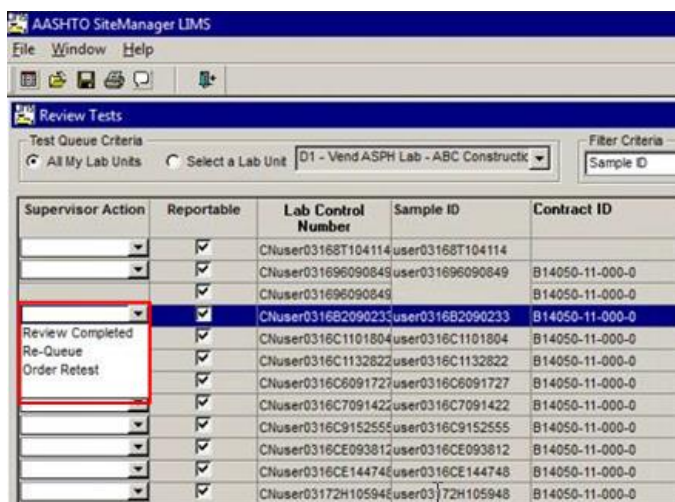 AASHTO SiteManager LIMS
File Window Help
Review Tests
Test Queue Criteria
All My Lab Units Select a Lab Unit D1 - Vend ASPH Lab - ABC Constructic
Filter Criteria
Sample ID
Supervisor Action Reportable Lab Control Number Sample ID Contract ID
CNuser03168T104114 user03168T104114
CNuser031696090849 user031696090849 B14050-11-000-0
CNuser031696090849 B14050-11-000-0
CNuser0316B2090233 user0316B2090233 B14050-11-000-0
Review Completed
Re-Queue
Order Retest
CNuser0316C1101804 user0316C1101804 B14050-11-000-0
CNuser0316C1132822 user0316C1132822 B14050-11-000-0
CNuser0316C6091727 user0316C6091727 B14050-11-000-0
CNuser0316C7091422 user0316C7091422 B14050-11-000-0
CNuser0316C9152555 user0316C9152555 B14050-11-000-0
CNuser0316CE093812 user0316CE093812 B14050-11-000-0
CNuser0316CE144748 user0316CE144748 B14050-11-000-0
CNuser03172H105948 user03172H105948 B14050-11-000-0